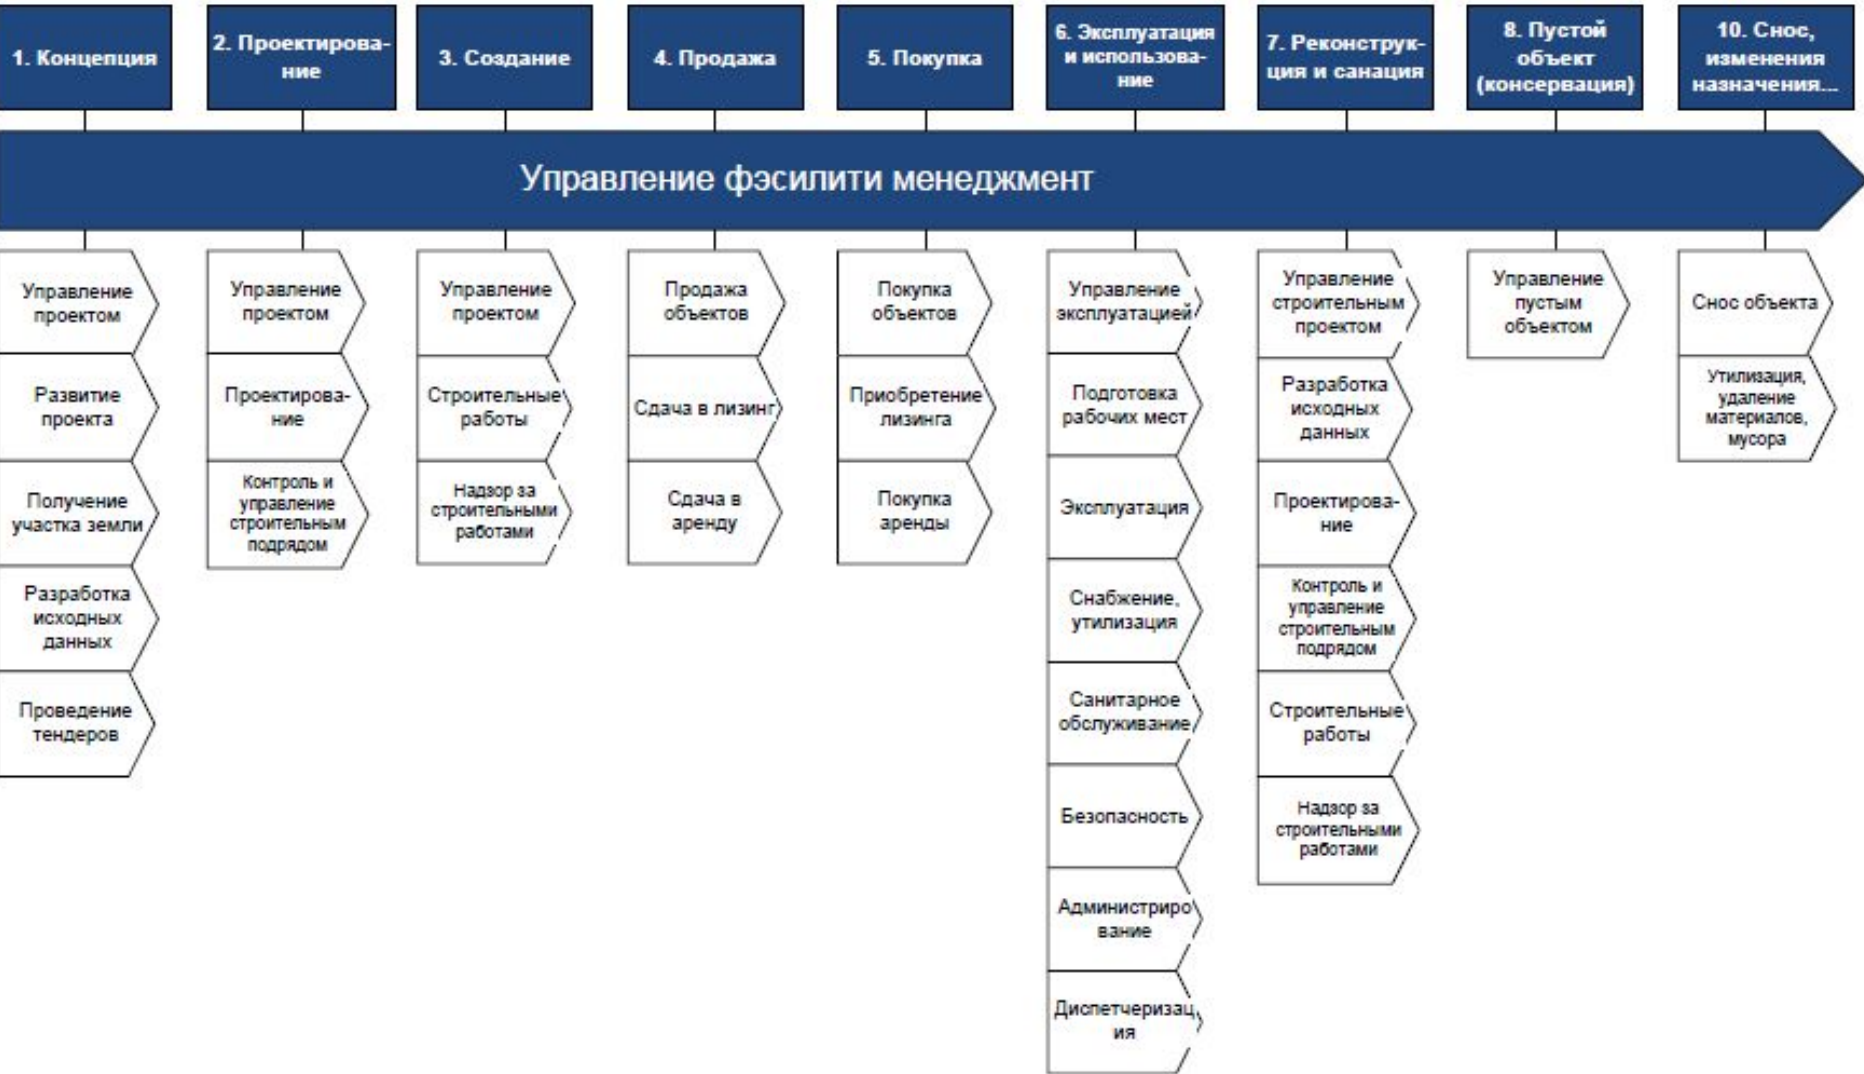 1. Концепция
2. Проектирова-
ние
3. Создание
4. Продажа
5. Покупка
6. Эксплуатация
и использова-
ние
7. Реконструк-
ция и санация
8. Пустой
объект
(консервация)
10. Снос,
изменения
назначения...
Управление фэсилити менеджмент
Управление
проектом
Развитие
проекта
Получение
участка земли
Разработка
исходных
данных
Проведение
тендеров
Управление
проектом
Проектирова-
ние
Контроль и
управление
строительным
подрядом
Управление
проектом
Строительные
работы
Надзор за
строительными
работами
Продажа
объектов
Сдача в лизинг
Сдача в
аренду
Покупка
объектов
Приобретение
лизинга
Покупка
аренды
Управление
эксплуатацией
Подготовка
рабочих мест
Эксплуатация
Снабжение,
утилизация
Санитарное
обслуживание
Безопасность
Администриро
вание
Диспетчеризац
ия
Управление
строительным
проектом
Разработка
исходных
данных
Проектирова-
ние
Контроль и
управление
строительным
подрядом
Строительные
работы
Надзор за
строительными
работами
Управление
пустым
объектом
Снос объекта
Утилизация,
удаление
материалов,
мусора